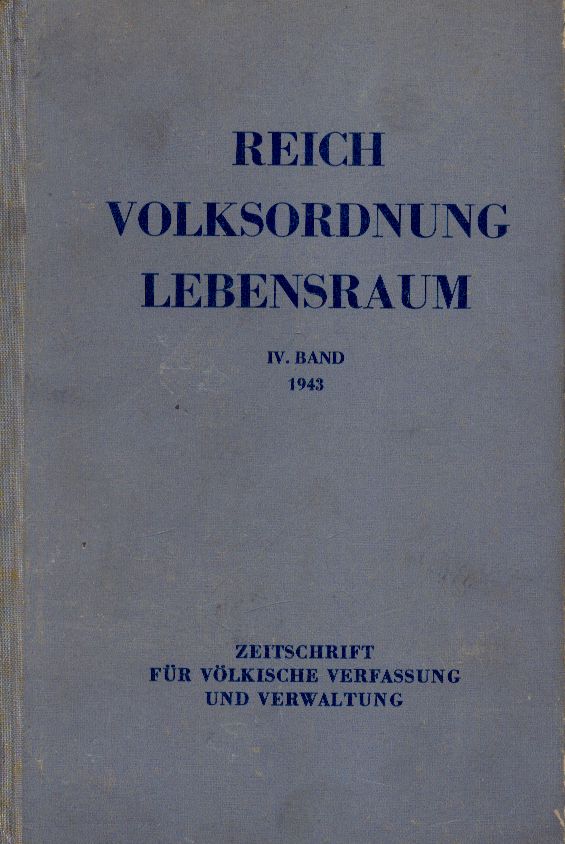 REICH
VOLKSORDNUNG
LEBENSRAUM
IV. BAND
1943
ZEITSCHRIFT
FÜR VÖLKISCHE VERFASSUNG
UND VERWALTUNG